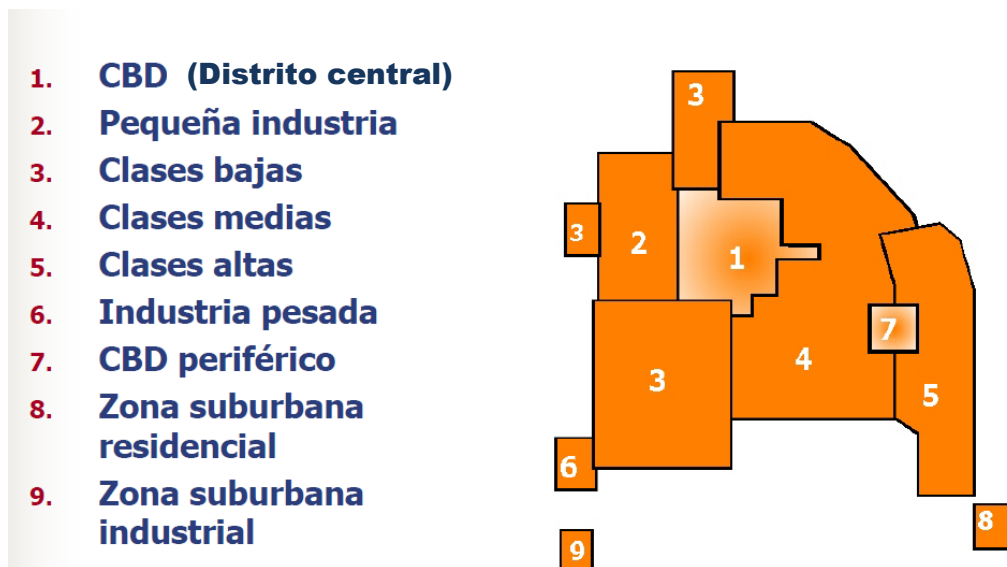 1. CBD (Distrito central)
2. Pequeña industria
3. Clases bajas
4. Clases medias
5. Clases altas
6. Industria pesada
7. CBD periférico
8. Zona suburbana
residencial
9. Zona suburbana
industrial
3
3
2
1
7
3
4
5
6
8
9